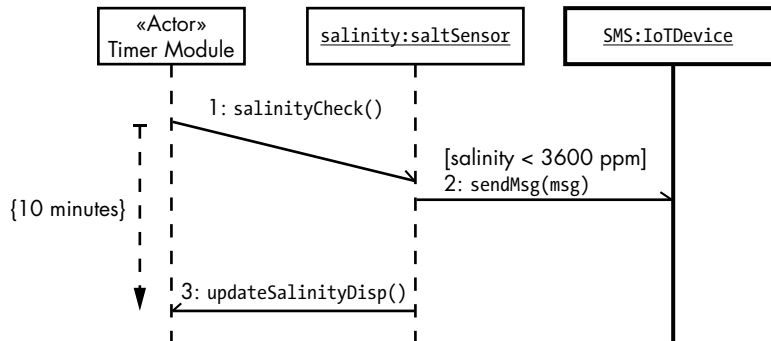 «Actor»
Timer Module
salinity:saltSensor
SMS:IoTDevice
1: salinityCheck()
[salinity < 3600 ppm]
2: sendMsg(msg)
{10 minutes}
3: updateSalinityDisp()